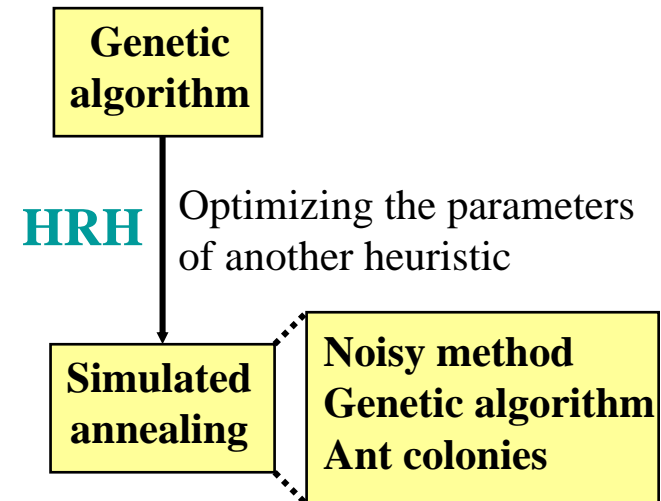 Genetic
algorithm
HRH
Optimizing the parameters
of another heuristic
Simulated
annealing
Noisy method
Genetic algorithm
Ant colonies